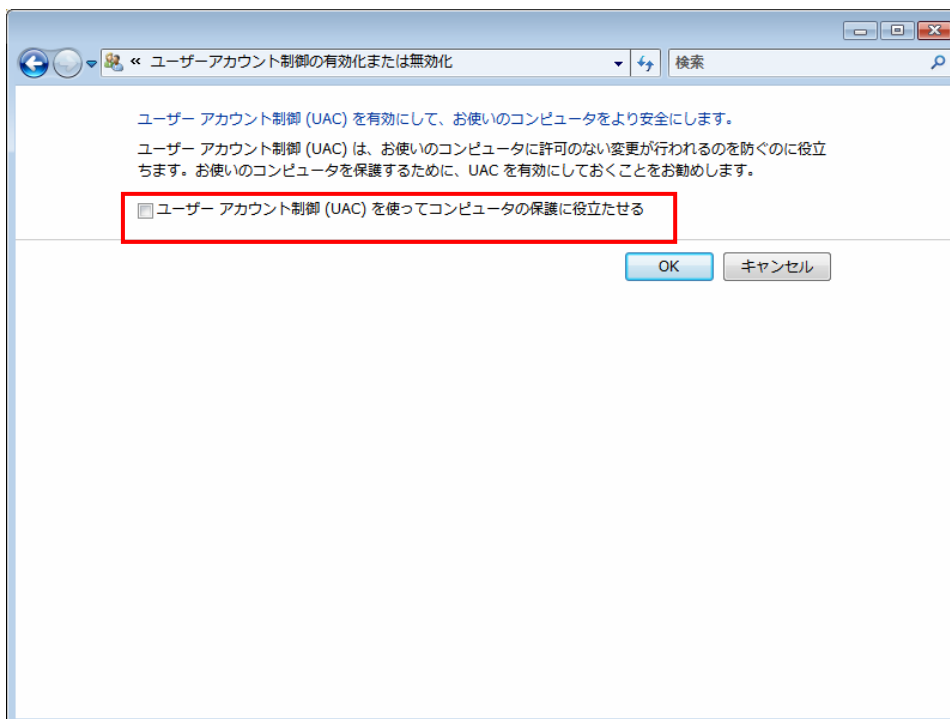 « ユーザーアカウント制御の有効化または無効化
検索
ユーザー アカウント制御 (UAC) を有効にして、お使いのコンピュータをより安全にします。
ユーザー アカウント制御 (UAC) は、お使いのコンピュータに許可のない変更が行われるのを防ぐのに役立
ちます。お使いのコンピュータを保護するために、UAC を有効にしておくことをお勧めします。
ユーザー アカウント制御 (UAC) を使ってコンピュータの保護に役立たせる
OK
キャンセル